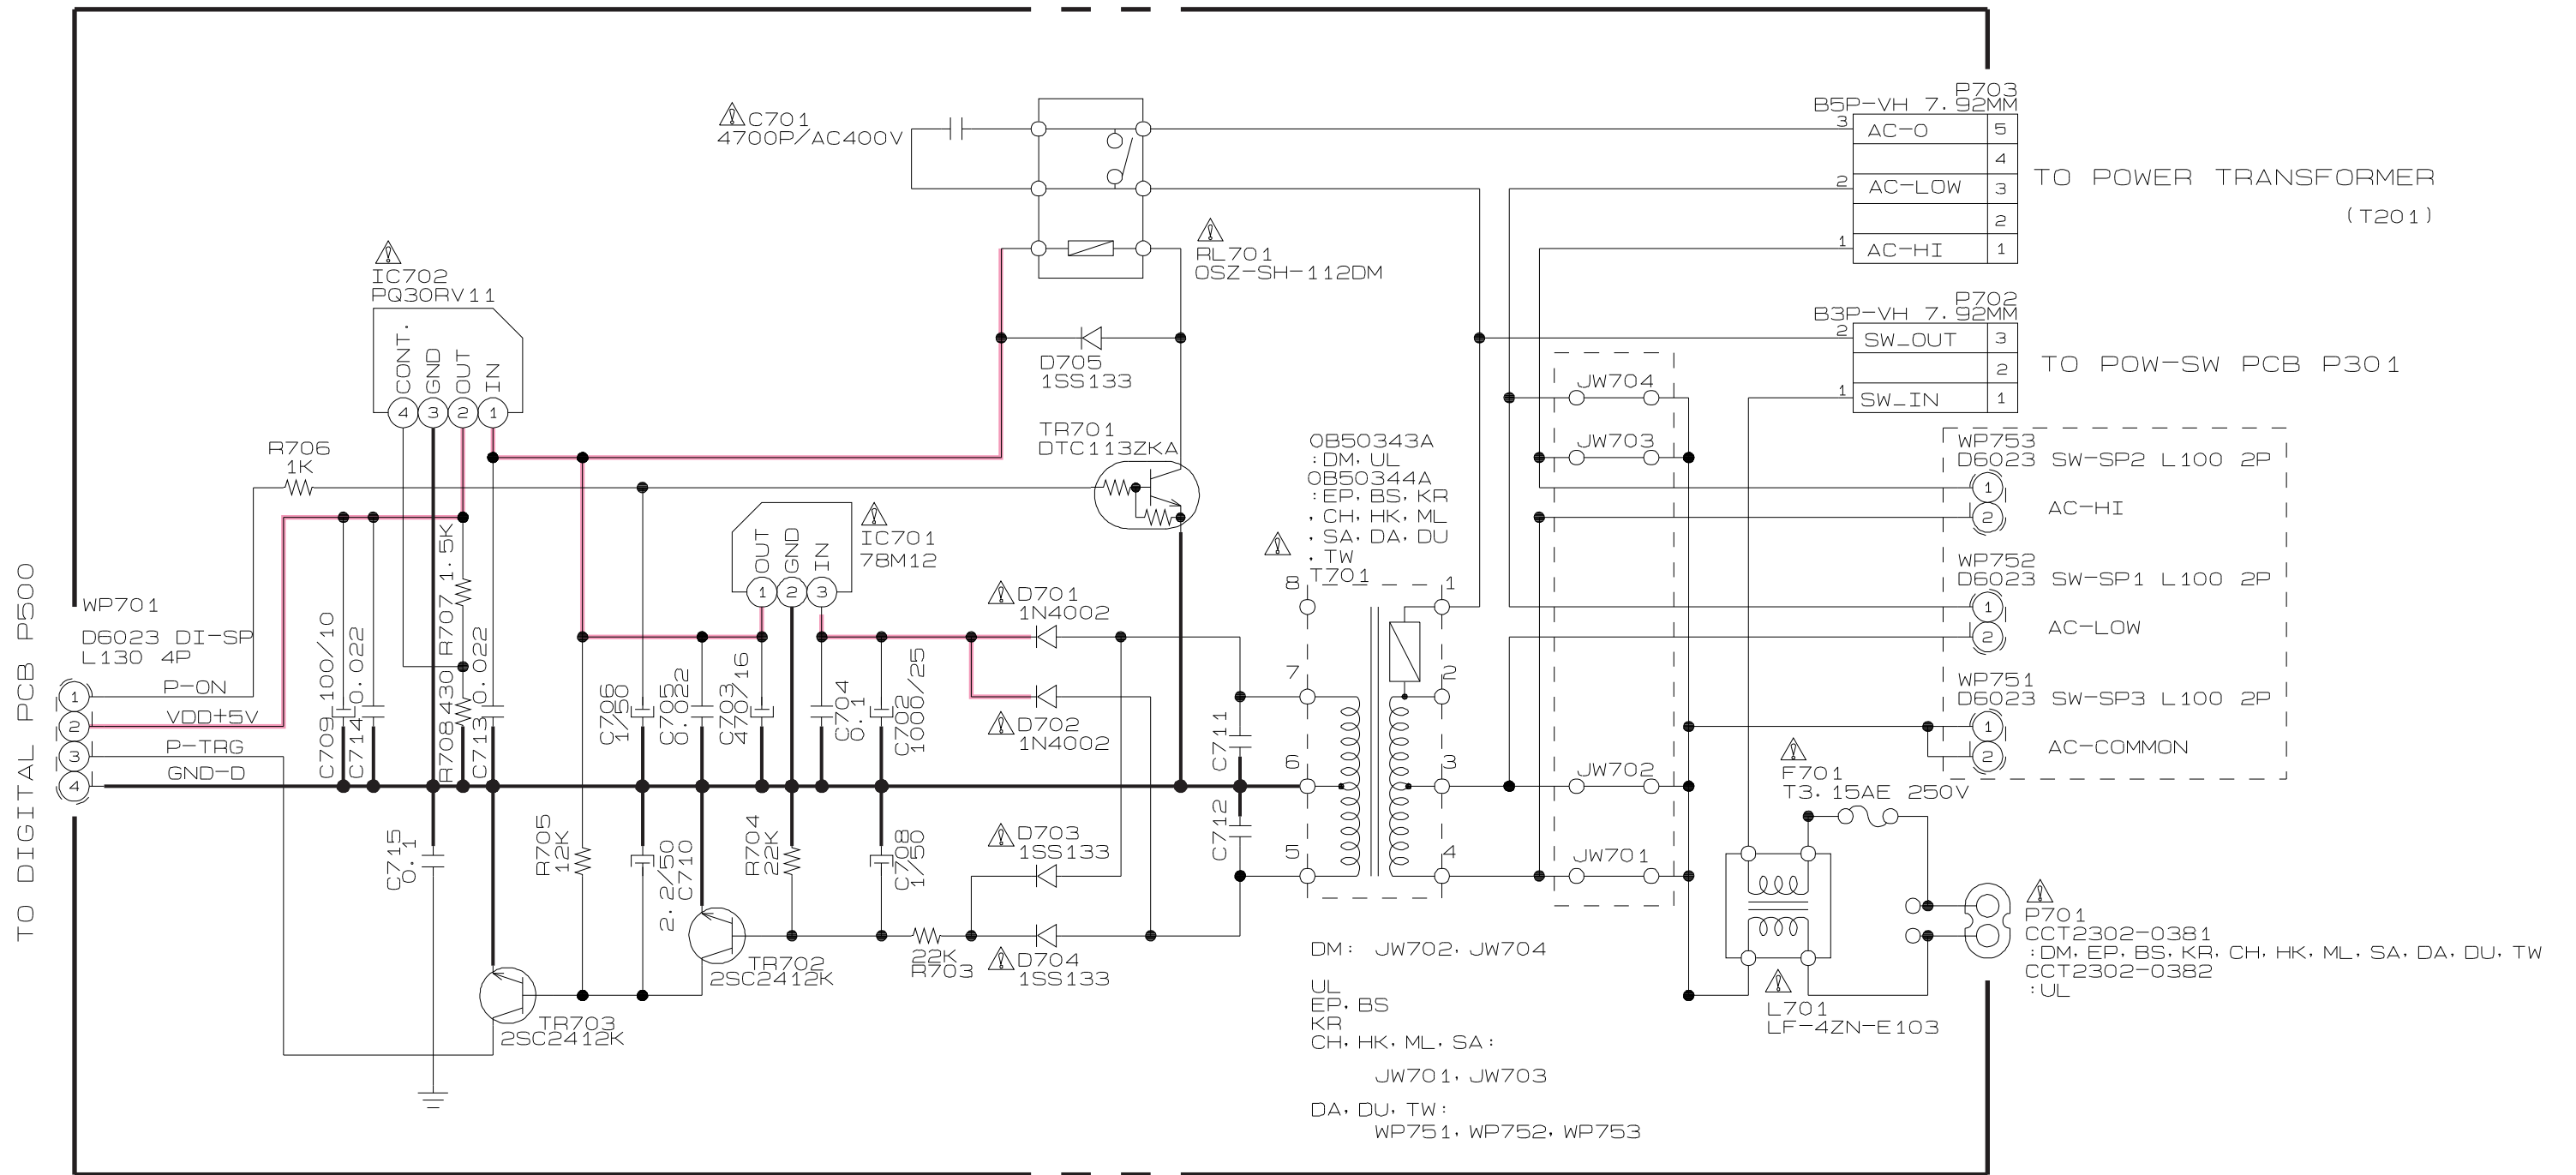 P703
B5P-VH 7.92MM
3 AC-O 5
4
2 AC-LOW 3
2
1 AC-HI 1
TO POWER TRANSFORMER
(T201)
C701
4700P/AC400V
RL701
OSZ-SH-112DM
P702
B3P-VH 7.92MM
2 SW_OUT 3
2
1 SW_IN 1
TO POW-SW PCB P301
IC702
PQ30RV11
CONT.
GND
OUT
IN
4 3 2 1
D705
1SS133
JW704
JW703
R706
1K
TR701
DTC113ZKA
0B50343A
:DM, UL
0B50344A
:EP, BS, KR
, CH, HK, ML
, SA, DA, DU
, TW
T701
WP753
D6023 SW-SP2 L100 2P
1
2
AC-HI
WP752
D6023 SW-SP1 L100 2P
1
2
AC-LOW
WP751
D6023 SW-SP3 L100 2P
1
2
AC-COMMON
IC701
78M12
OUT
GND
IN
1 2 3
TO DIGITAL PCB P500
WP701
D6023 DI-SP
L130 4P
1 P-ON
2 VDD+5V
3 P-TRG
4 GND-D
C709 100/10
C714 0.022
R707 1.5K
R708 430
C713 0.022
C706
1/50
C705
0.022
C703
470/16
C704
0.1
C702
1000/25
D701
1N4002
D702
1N4002
C711
C712
8
7
6
5
1
2
3
4
JW702
JW701
F701
T3.15AE 250V
C715
0.1
R705
12K
2.2/50
C710
R704
22K
C708
1/50
D703
1SS133
22K
R703
D704
1SS133
TR702
2SC2412K
TR703
2SC2412K
L701
LF-4ZN-E103
P701
CCT2302-0381
:DM, EP, BS, KR, CH, HK, ML, SA, DA, DU, TW
CCT2302-0382
:UL
DM: JW702, JW704
UL
EP, BS
KR
CH, HK, ML, SA:
JW701, JW703
DA, DU, TW:
WP751, WP752, WP753